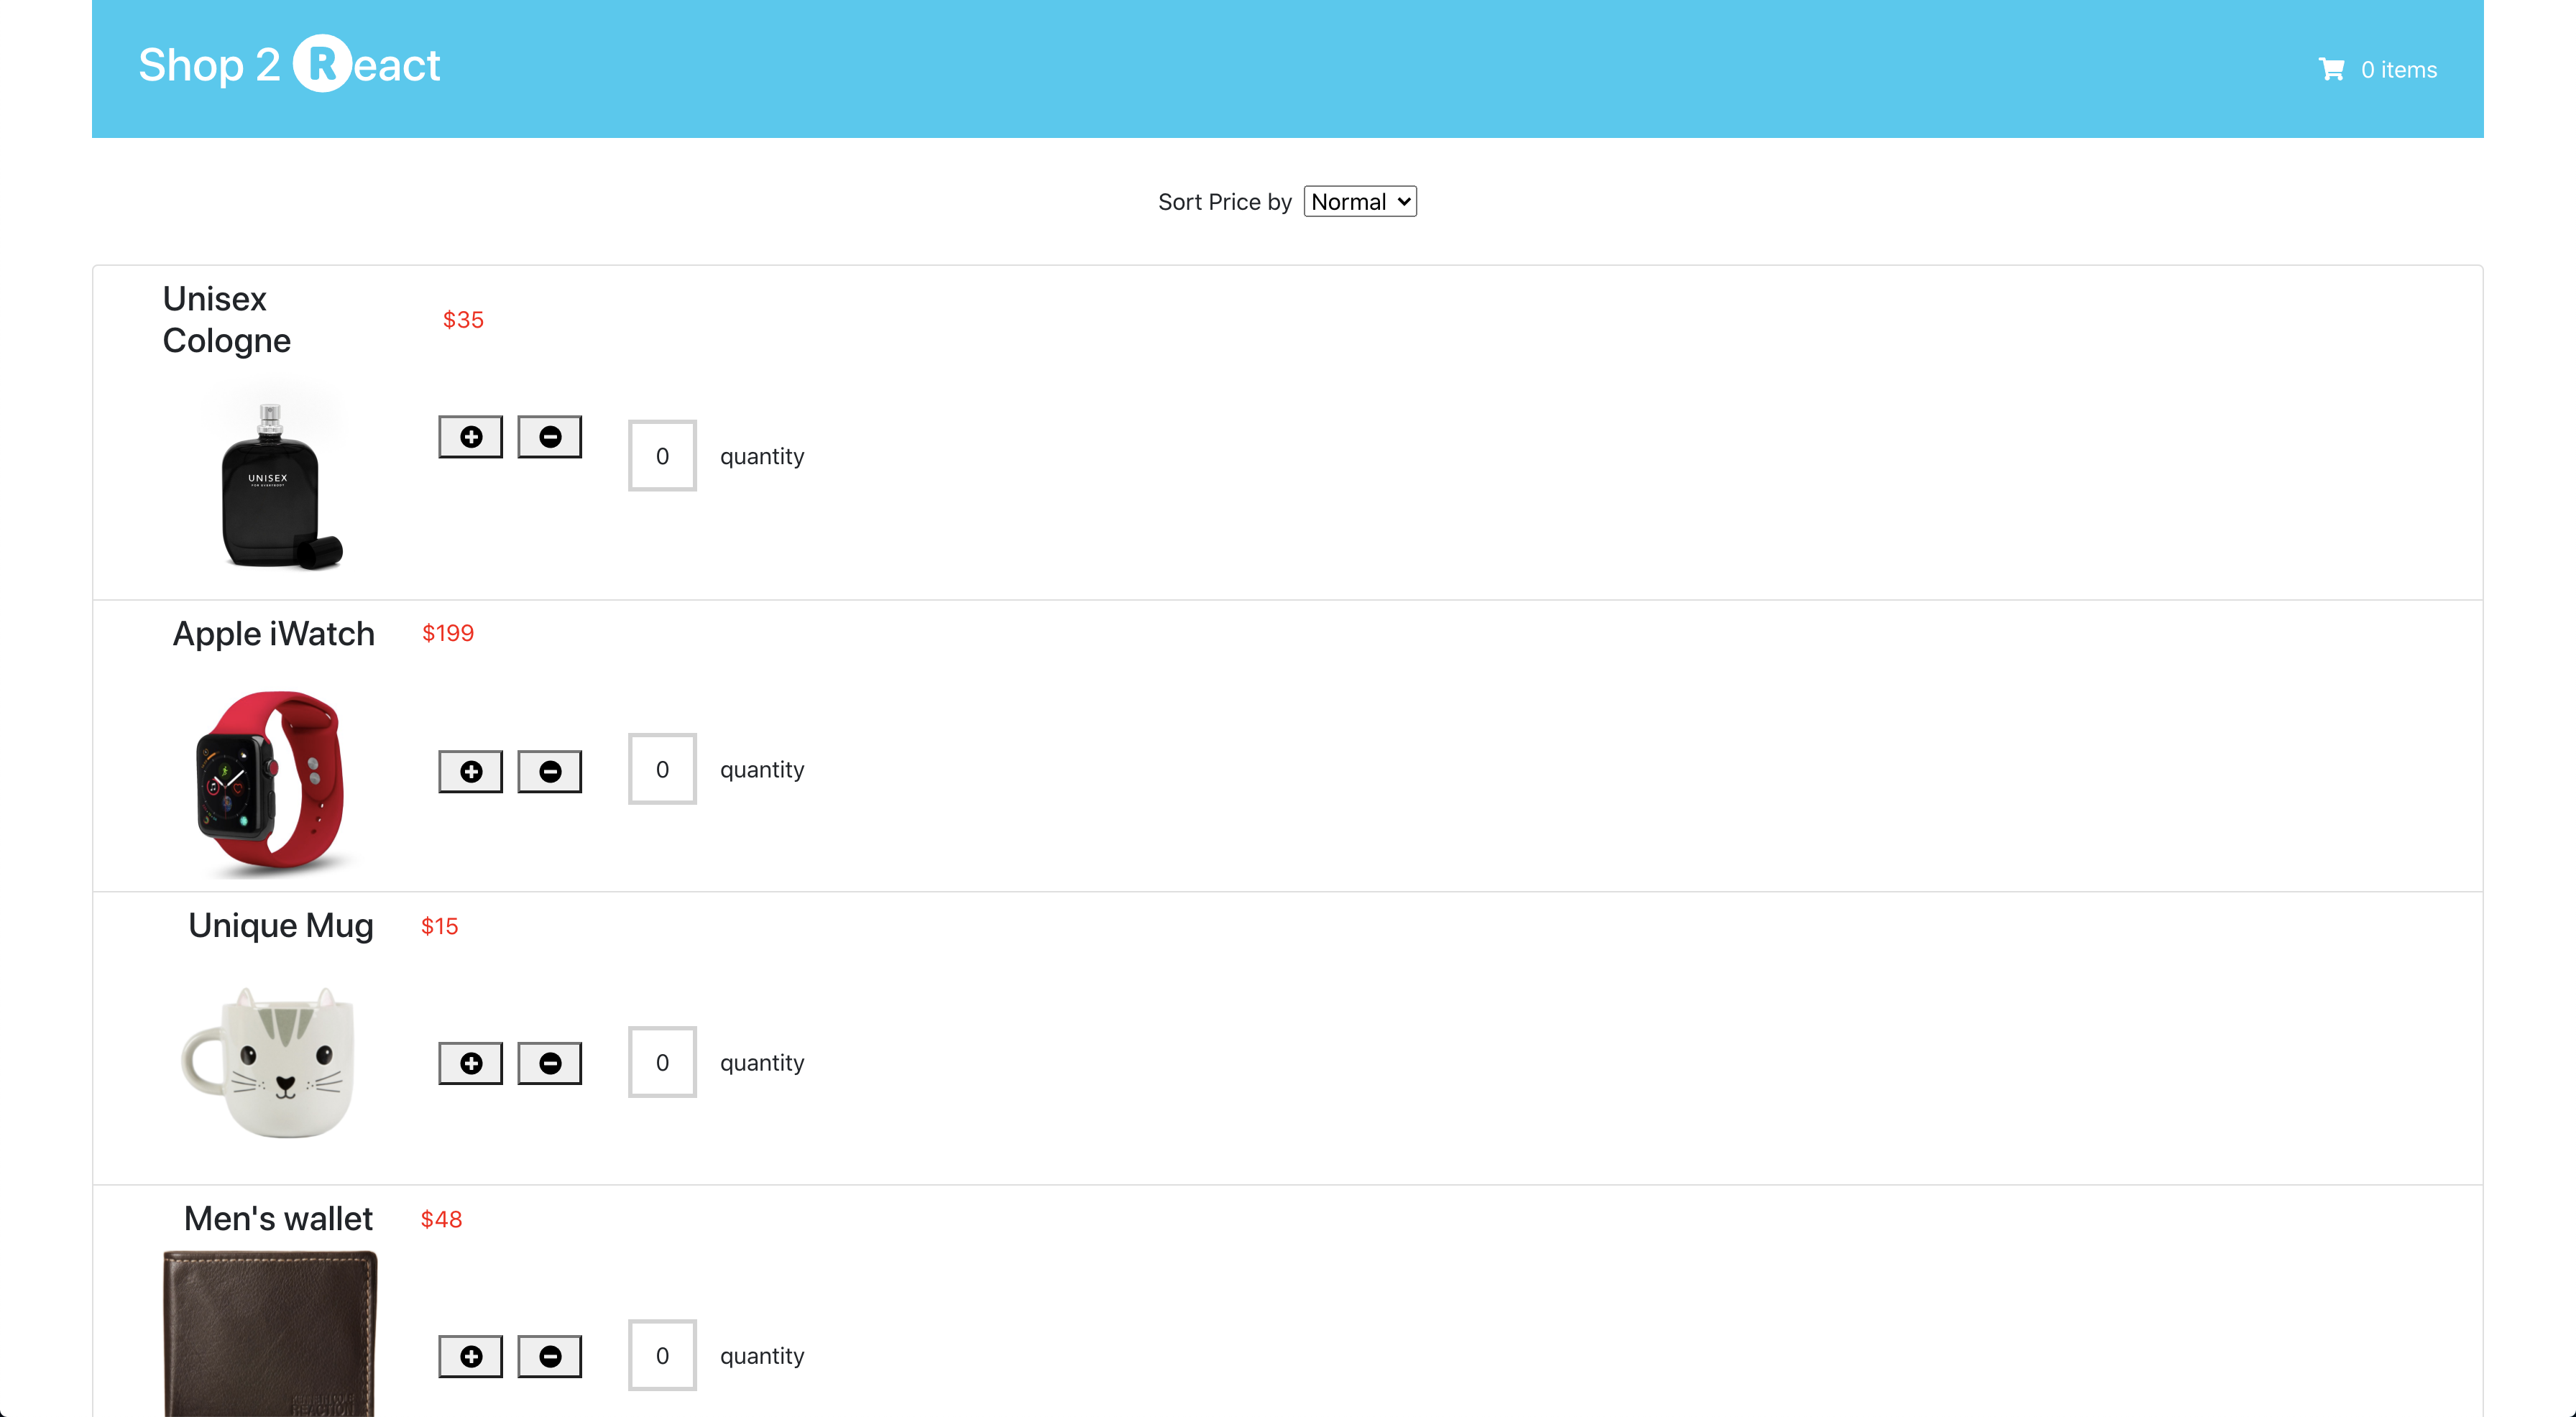 Shop 2 React
0 items
Sort Price by Normal
Unisex
Cologne
$35
UNISEX
0 quantity
Apple iWatch $199
0 quantity
Unique Mug $15
0 quantity
Men's wallet $48
0 quantity
REACTION